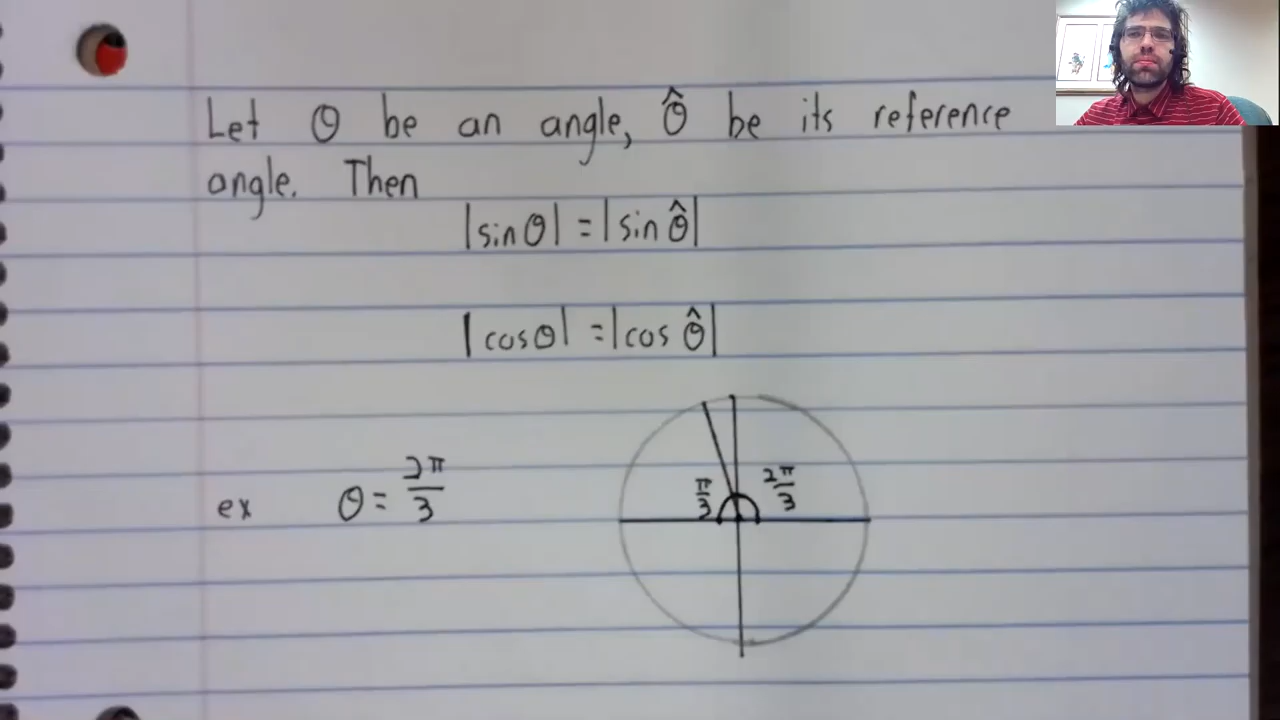 Let θ be an angle, θ̂ be its reference
angle. Then
|sin θ| = |sin θ̂|
|cos θ| = |cos θ̂|
ex θ = 2π/3
π/3 2π/3